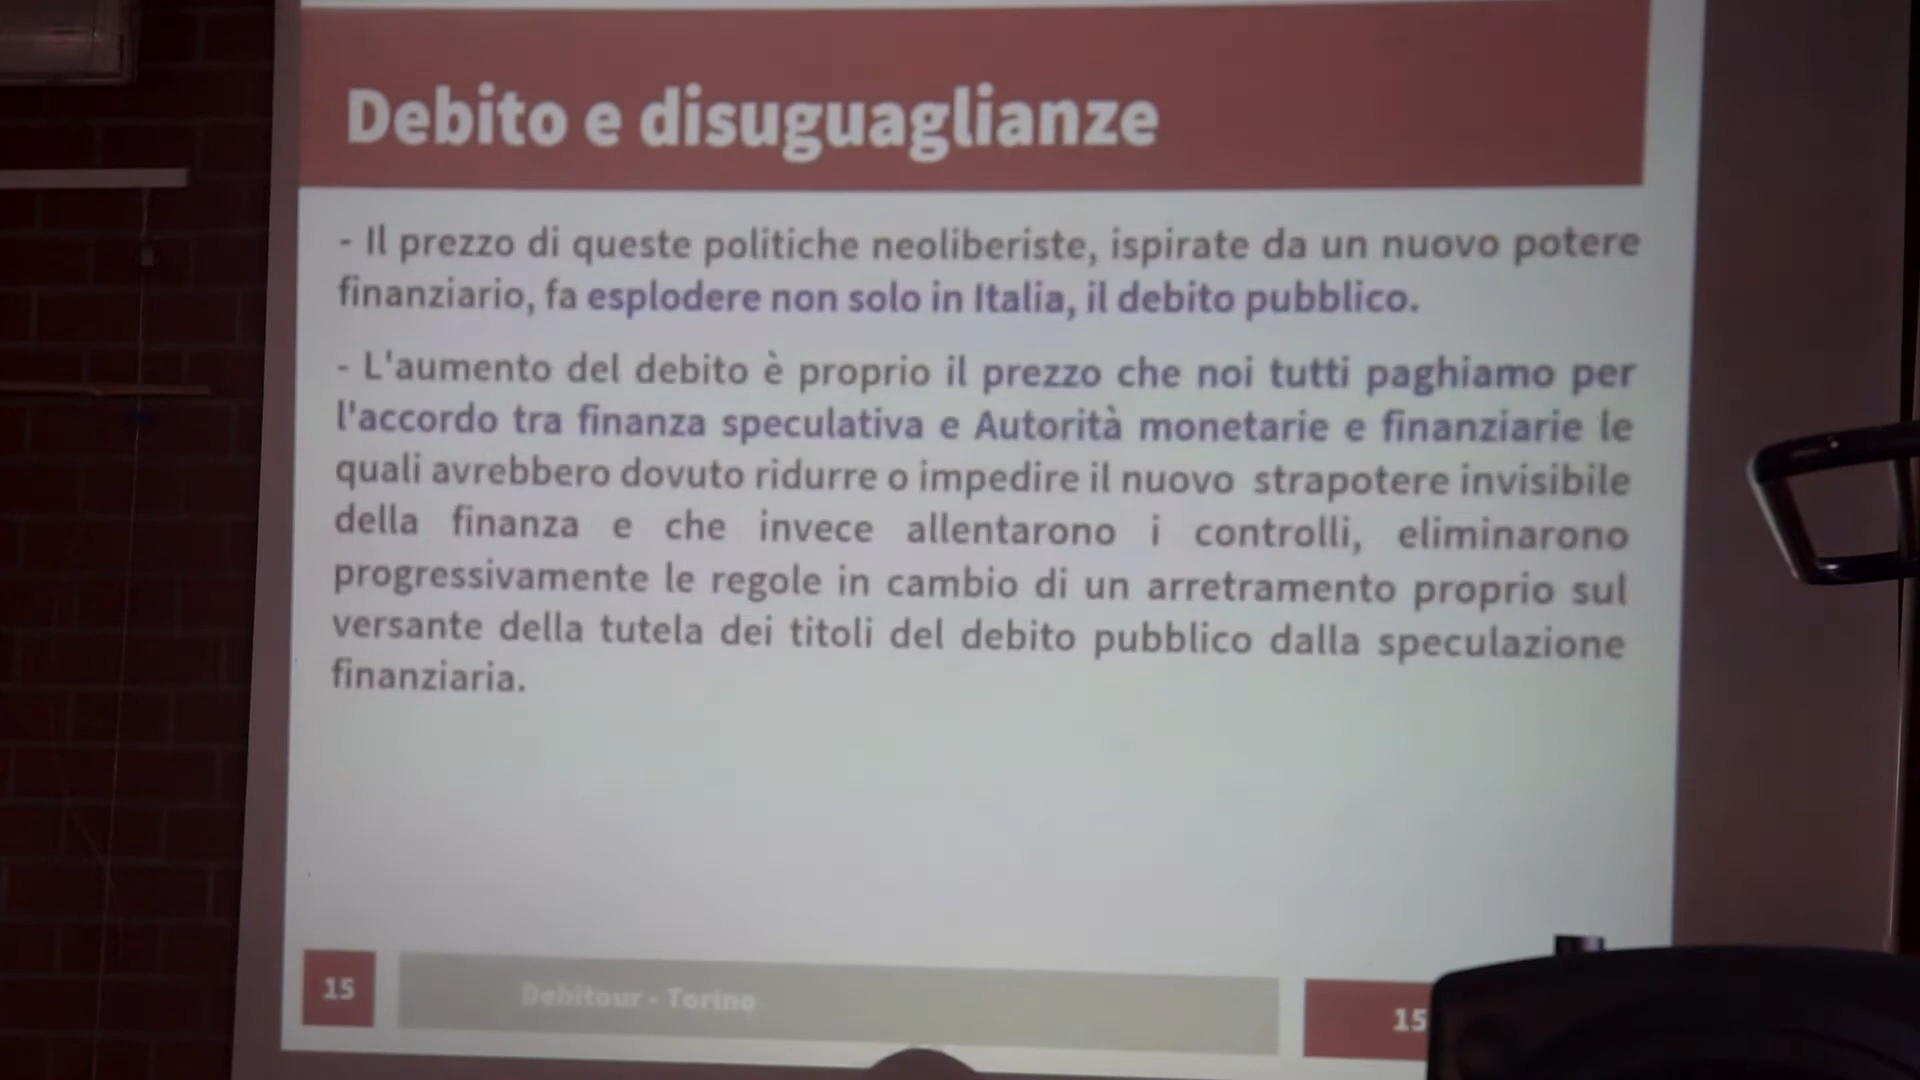 Debito e disuguaglianze
- Il prezzo di queste politiche neoliberiste, ispirate da un nuovo potere
finanziario, fa esplodere non solo in Italia, il debito pubblico.
- L'aumento del debito è proprio il prezzo che noi tutti paghiamo per
l'accordo tra finanza speculativa e Autorità monetarie e finanziarie le
quali avrebbero dovuto ridurre o impedire il nuovo strapotere invisibile
della finanza e che invece allentarono i controlli, eliminarono
progressivamente le regole in cambio di un arretramento proprio sul
versante della tutela dei titoli del debito pubblico dalla speculazione
finanziaria.
15
Debitour - Torino
15